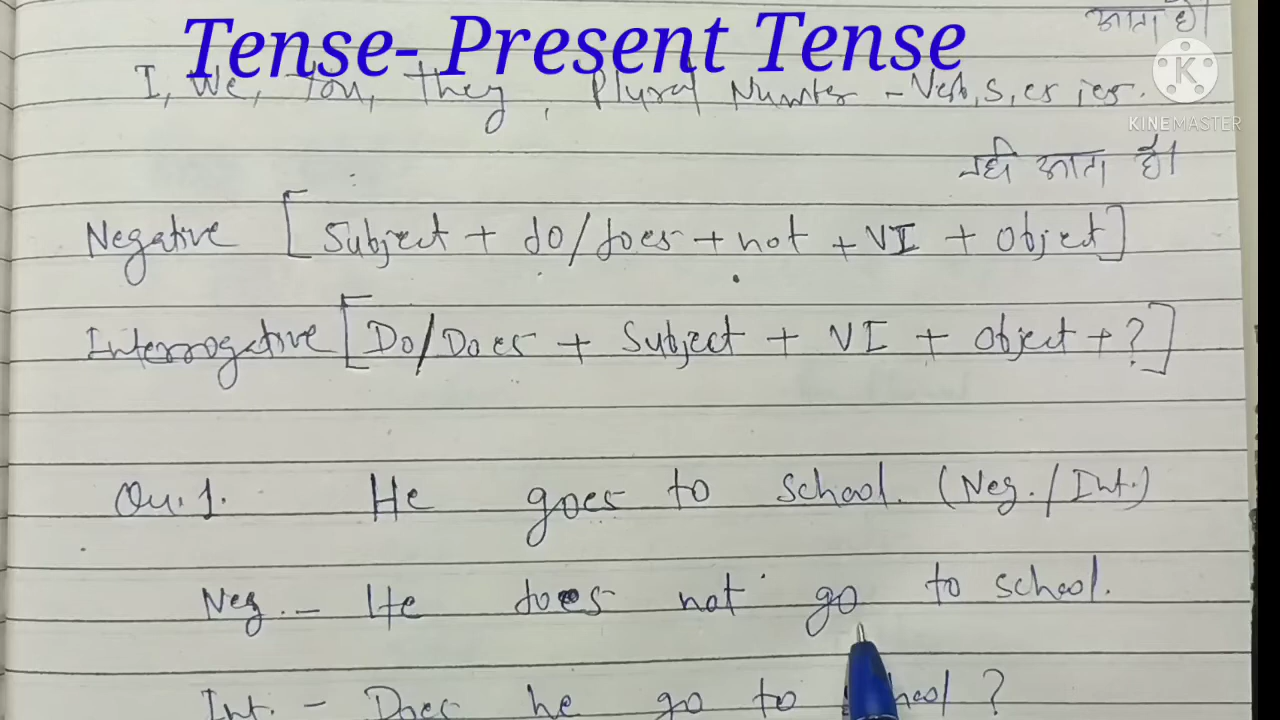 आता है।
Tense- Present Tense
I, We, You, They, Plural Number - Verb, s, es, ies.
KINEMASTER
नही आता है।
Negative [Subject + do/does + not + VI + Object]
Interrogative [Do/Does + Subject + VI + Object + ?]
Qu. 1. He goes to school. (Neg./Int.)
Neg. - He does not go to school.
Int. - Does he go to school ?